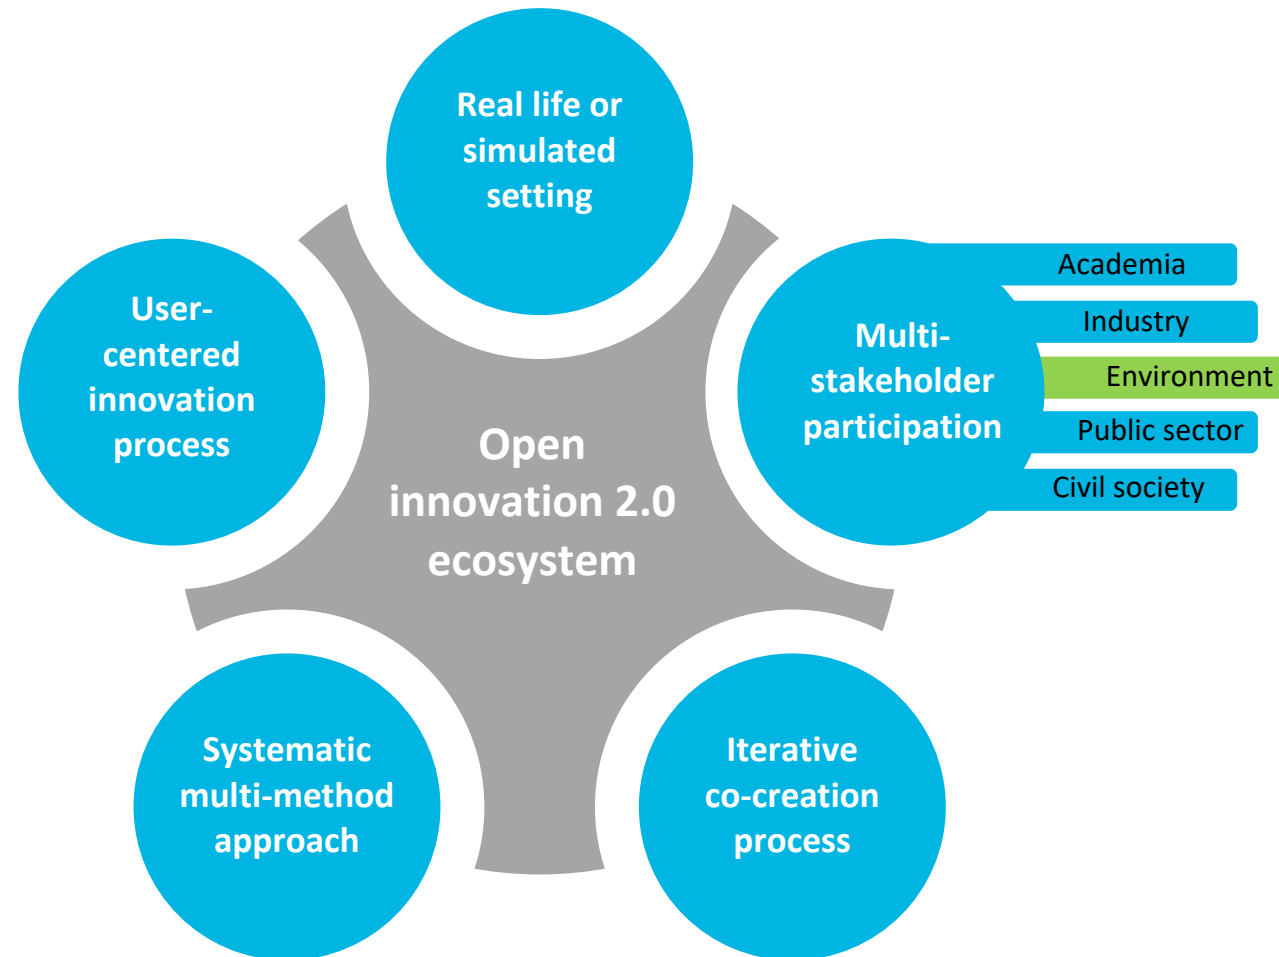 Real life or
simulated
setting
User-
centered
innovation
process
Multi-
stakeholder
participation
Academia
Industry
Environment
Public sector
Civil society
Open
innovation 2.0
ecosystem
Systematic
multi-method
approach
Iterative
co-creation
process